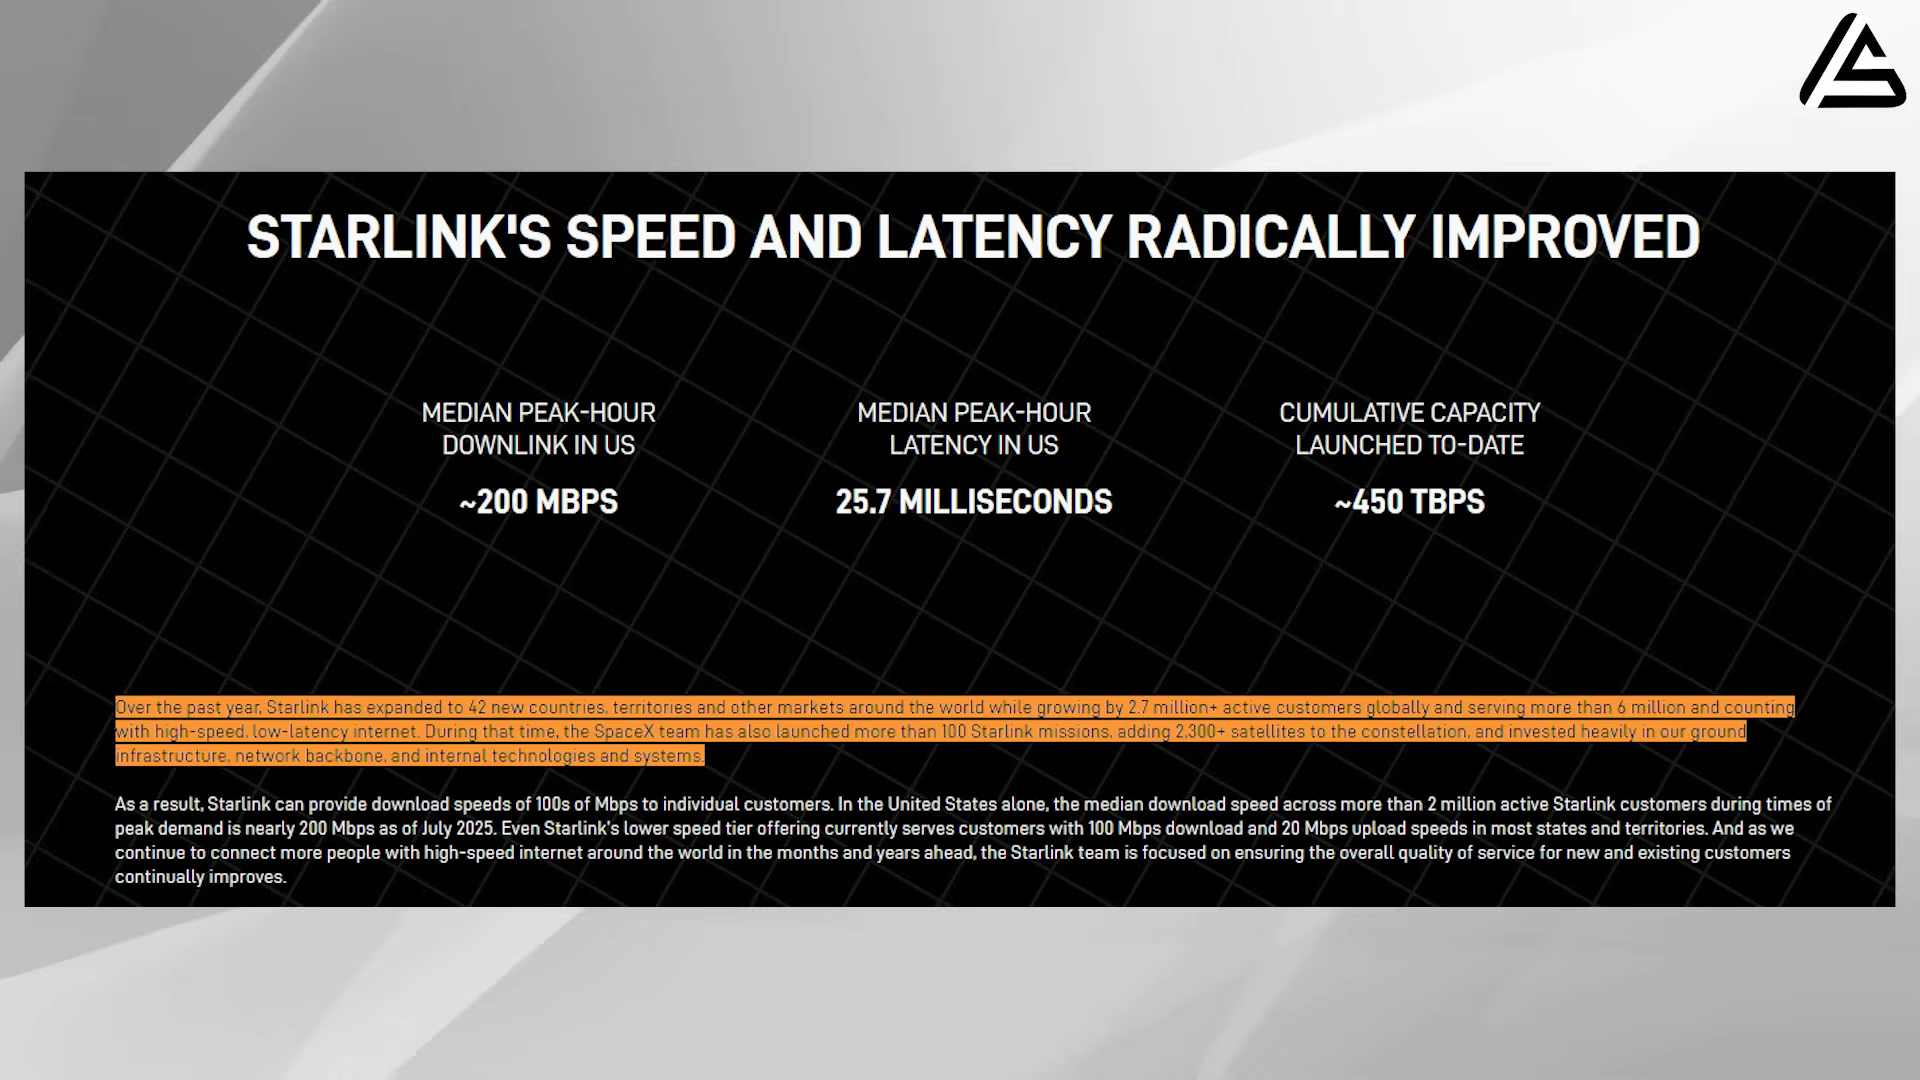 STARLINK'S SPEED AND LATENCY RADICALLY IMPROVED
MEDIAN PEAK-HOUR
DOWNLINK IN US
~200 MBPS
MEDIAN PEAK-HOUR
LATENCY IN US
25.7 MILLISECONDS
CUMULATIVE CAPACITY
LAUNCHED TO-DATE
~450 TBPS
Over the past year, Starlink has expanded to 42 new countries, territories and other markets around the world while growing by 2.7 million+ active customers globally and serving more than 6 million and counting
with high-speed, low-latency internet. During that time, the SpaceX team has also launched more than 100 Starlink missions, adding 2,300+ satellites to the constellation, and invested heavily in our ground
infrastructure, network backbone, and internal technologies and systems.
As a result, Starlink can provide download speeds of 100s of Mbps to individual customers. In the United States alone, the median download speed across more than 2 million active Starlink customers during times of
peak demand is nearly 200 Mbps as of July 2025. Even Starlink's lower speed tier offering currently serves customers with 100 Mbps download and 20 Mbps upload speeds in most states and territories. And as we
continue to connect more people with high-speed internet around the world in the months and years ahead, the Starlink team is focused on ensuring the overall quality of service for new and existing customers
continually improves.